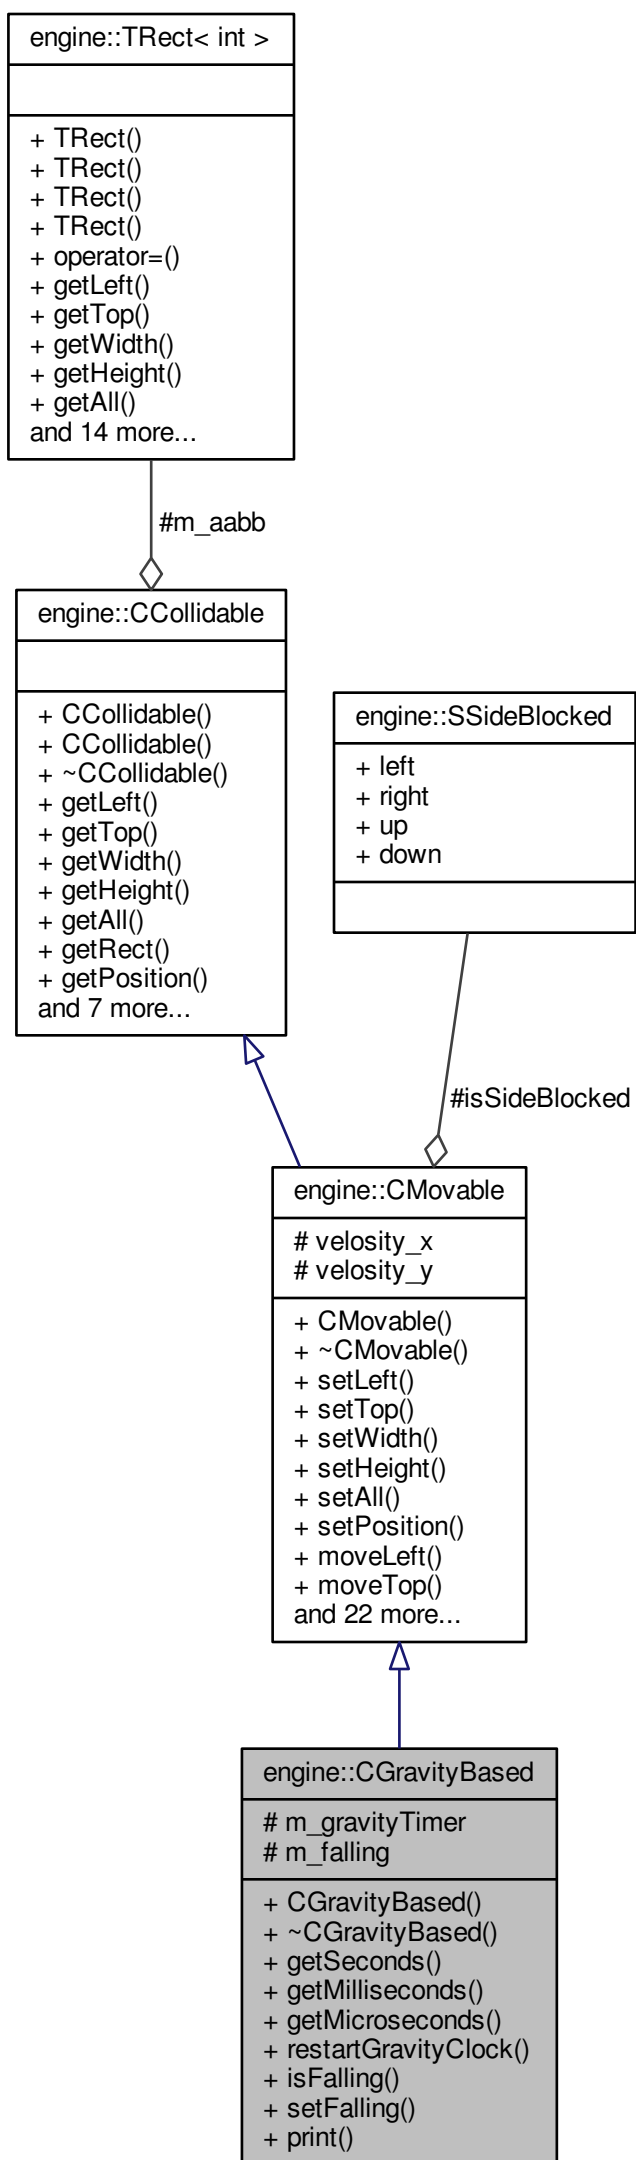 engine::TRect< int >
+ TRect()
+ TRect()
+ TRect()
+ TRect()
+ operator=()
+ getLeft()
+ getTop()
+ getWidth()
+ getHeight()
+ getAll()
and 14 more...
#m_aabb
engine::CCollidable
+ CCollidable()
+ CCollidable()
+ ~CCollidable()
+ getLeft()
+ getTop()
+ getWidth()
+ getHeight()
+ getAll()
+ getRect()
+ getPosition()
and 7 more...
engine::SSideBlocked
+ left
+ right
+ up
+ down
#isSideBlocked
engine::CMovable
# velosity_x
# velosity_y
+ CMovable()
+ ~CMovable()
+ setLeft()
+ setTop()
+ setWidth()
+ setHeight()
+ setAll()
+ setPosition()
+ moveLeft()
+ moveTop()
and 22 more...
engine::CGravityBased
# m_gravityTimer
# m_falling
+ CGravityBased()
+ ~CGravityBased()
+ getSeconds()
+ getMilliseconds()
+ getMicroseconds()
+ restartGravityClock()
+ isFalling()
+ setFalling()
+ print()